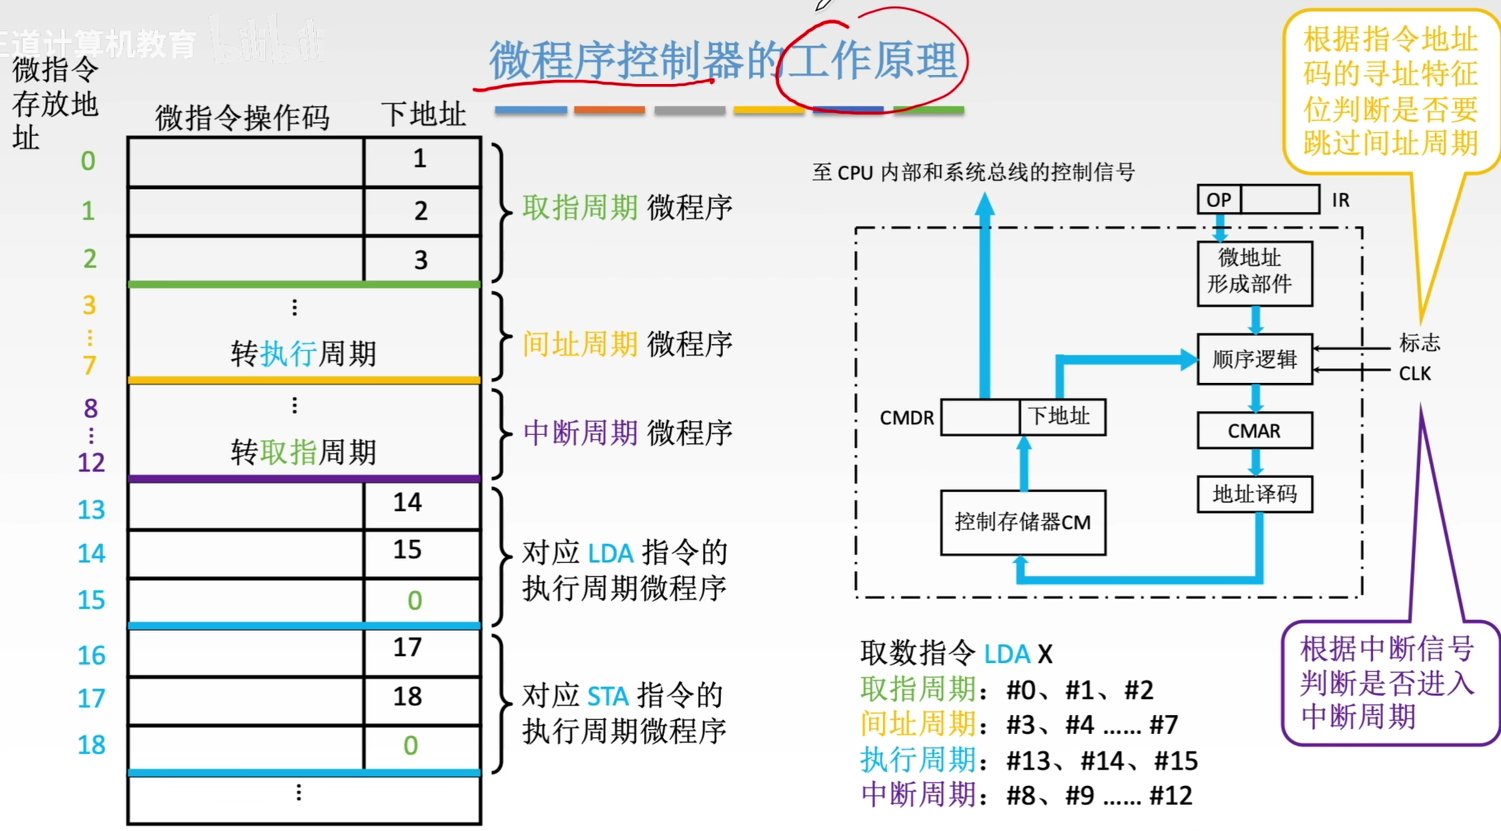 王道计算机教育
微程序控制器的工作原理
微指令
存放地
址
微指令操作码
下地址
0
1
1
2
2
3
3
⋮
7
⋮
转执行周期
8
⋮
12
⋮
转取指周期
13
14
14
15
15
0
16
17
17
18
18
0
⋮
取指周期 微程序
间址周期 微程序
中断周期 微程序
对应 LDA 指令的
执行周期微程序
对应 STA 指令的
执行周期微程序
至 CPU 内部和系统总线的控制信号
OP
IR
微地址
形成部件
顺序逻辑
标志
CLK
CMDR
下地址
CMAR
地址译码
控制存储器CM
根据指令地址
码的寻址特征
位判断是否要
跳过间址周期
根据中断信号
判断是否进入
中断周期
取数指令 LDA X
取指周期：#0、#1、#2
间址周期：#3、#4 …… #7
执行周期：#13、#14、#15
中断周期：#8、#9 …… #12